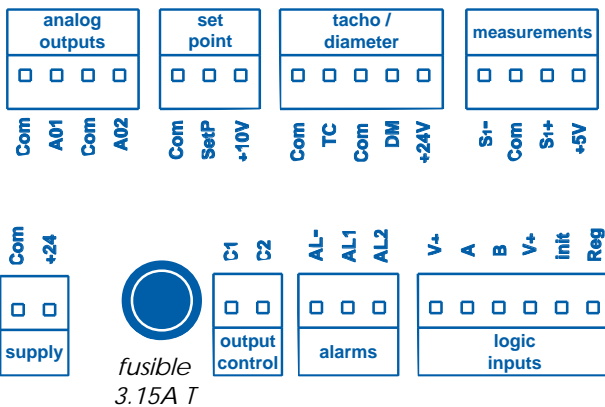 analog
outputs
set
point
tacho /
diameter
measurements
Com
A01
Com
A02
Com
SetP
+10V
Com
TC
Com
DM
+24V
S1-
Com
S1+
+5V
Com
+24
C1
C2
AL-
AL1
AL2
V+
A
B
V+
init
Reg
supply
output
control
alarms
logic
inputs
fusible
3.15A T